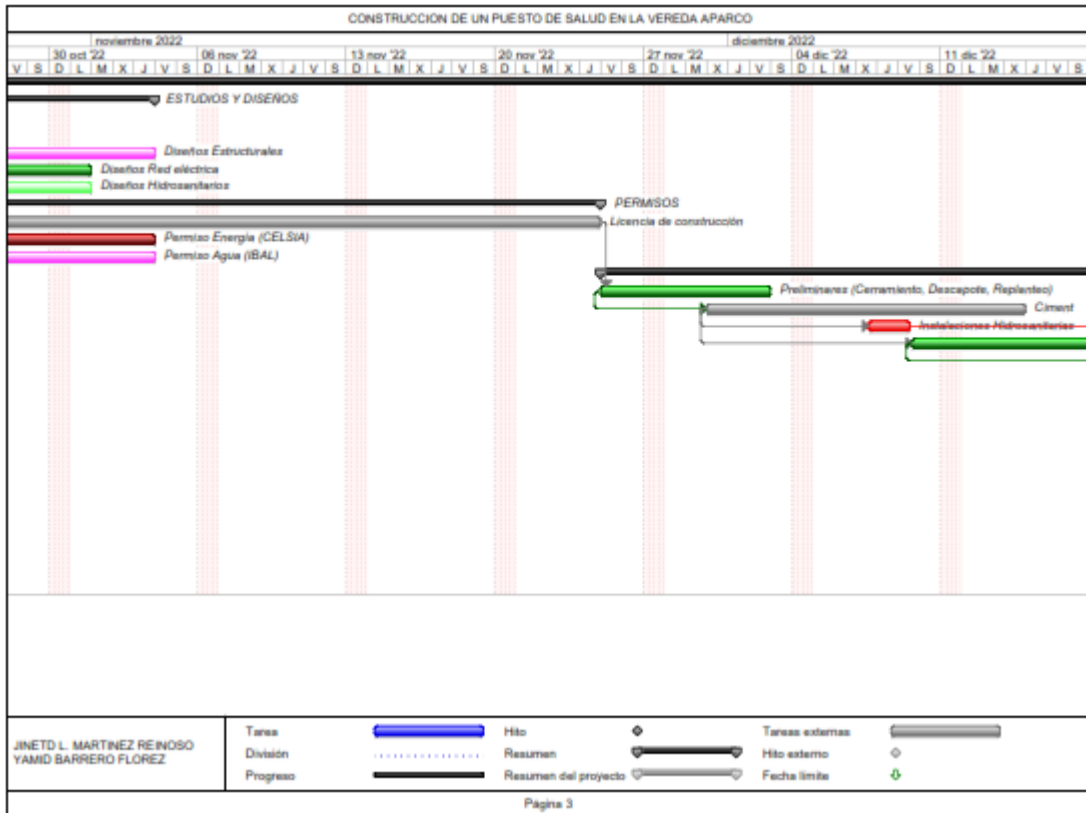 CONSTRUCCION DE UN PUESTO DE SALUD EN LA VEREDA APARCO
noviembre 2022 diciembre 2022
30 oct '22 06 nov '22 13 nov '22 20 nov '22 27 nov '22 04 dic '22 11 dic '22
V S D L M X J V S D L M X J V S D L M X J V S D L M X J V S D L M X J V S D L M X J V S D L M X J V S
ESTUDIOS Y DISEÑOS
Diseños Estructurales
Diseños Red eléctrica
Diseños Hidrosanitarios
PERMISOS
Licencia de construcción
Permiso Energía (CELSIA)
Permiso Agua (IBAL)
Preliminares (Cerramiento, Descapote, Replanteo)
Ciment
Instalaciones Hidrosanitarias
JINETD L. MARTINEZ REINOSO
YAMID BARRERO FLOREZ
Tarea Hito Tareas externas
División Resumen Hito externo
Progreso Resumen del proyecto Fecha límite
Página 3